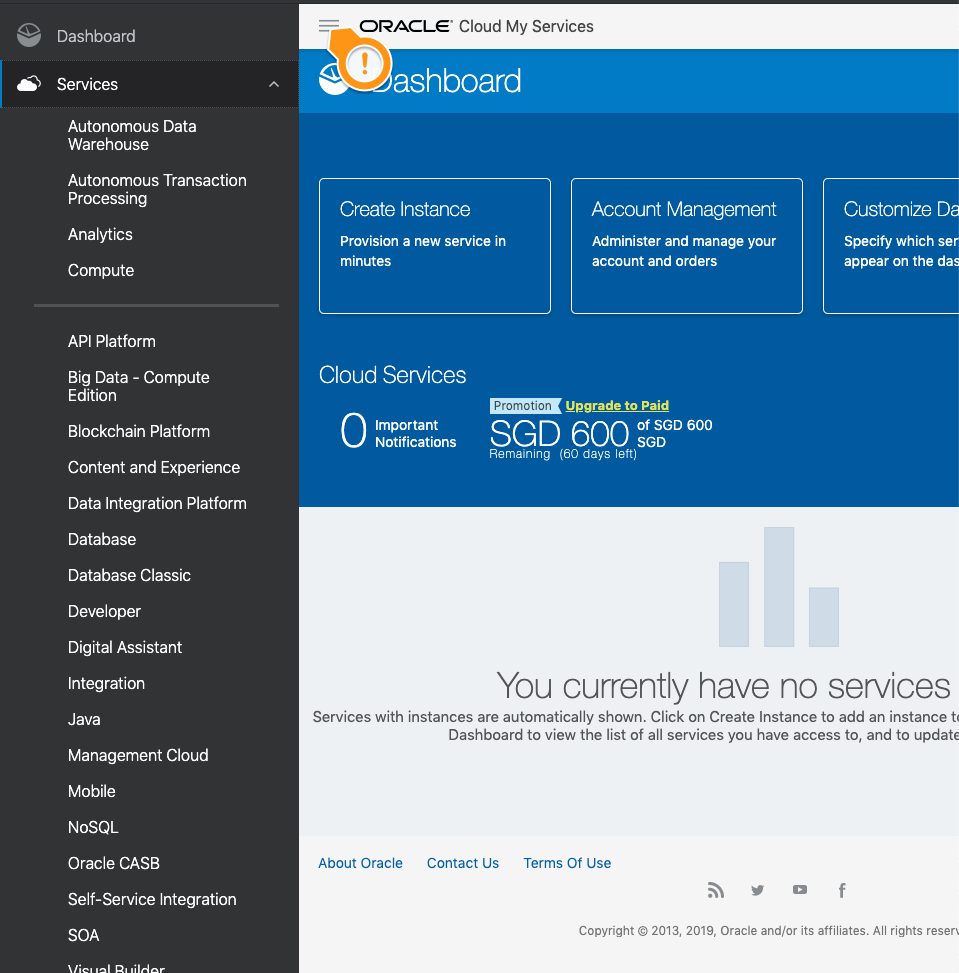 Dashboard
Services
Autonomous Data
Warehouse
Autonomous Transaction
Processing
Analytics
Compute
API Platform
Big Data - Compute
Edition
Blockchain Platform
Content and Experience
Data Integration Platform
Database
Database Classic
Developer
Digital Assistant
Integration
Java
Management Cloud
Mobile
NoSQL
Oracle CASB
Self-Service Integration
SOA
Visual Builder
ORACLE® Cloud My Services
!
Dashboard
Create Instance
Provision a new service in
minutes
Account Management
Administer and manage your
account and orders
Customize Da
Specify which ser
appear on the das
Cloud Services
0 Important
Notifications
Promotion Upgrade to Paid
SGD 600 of SGD 600
SGD
Remaining (60 days left)
You currently have no services
Services with instances are automatically shown. Click on Create Instance to add an instance to
Dashboard to view the list of all services you have access to, and to update
About Oracle Contact Us Terms Of Use
Copyright © 2013, 2019, Oracle and/or its affiliates. All rights reserv